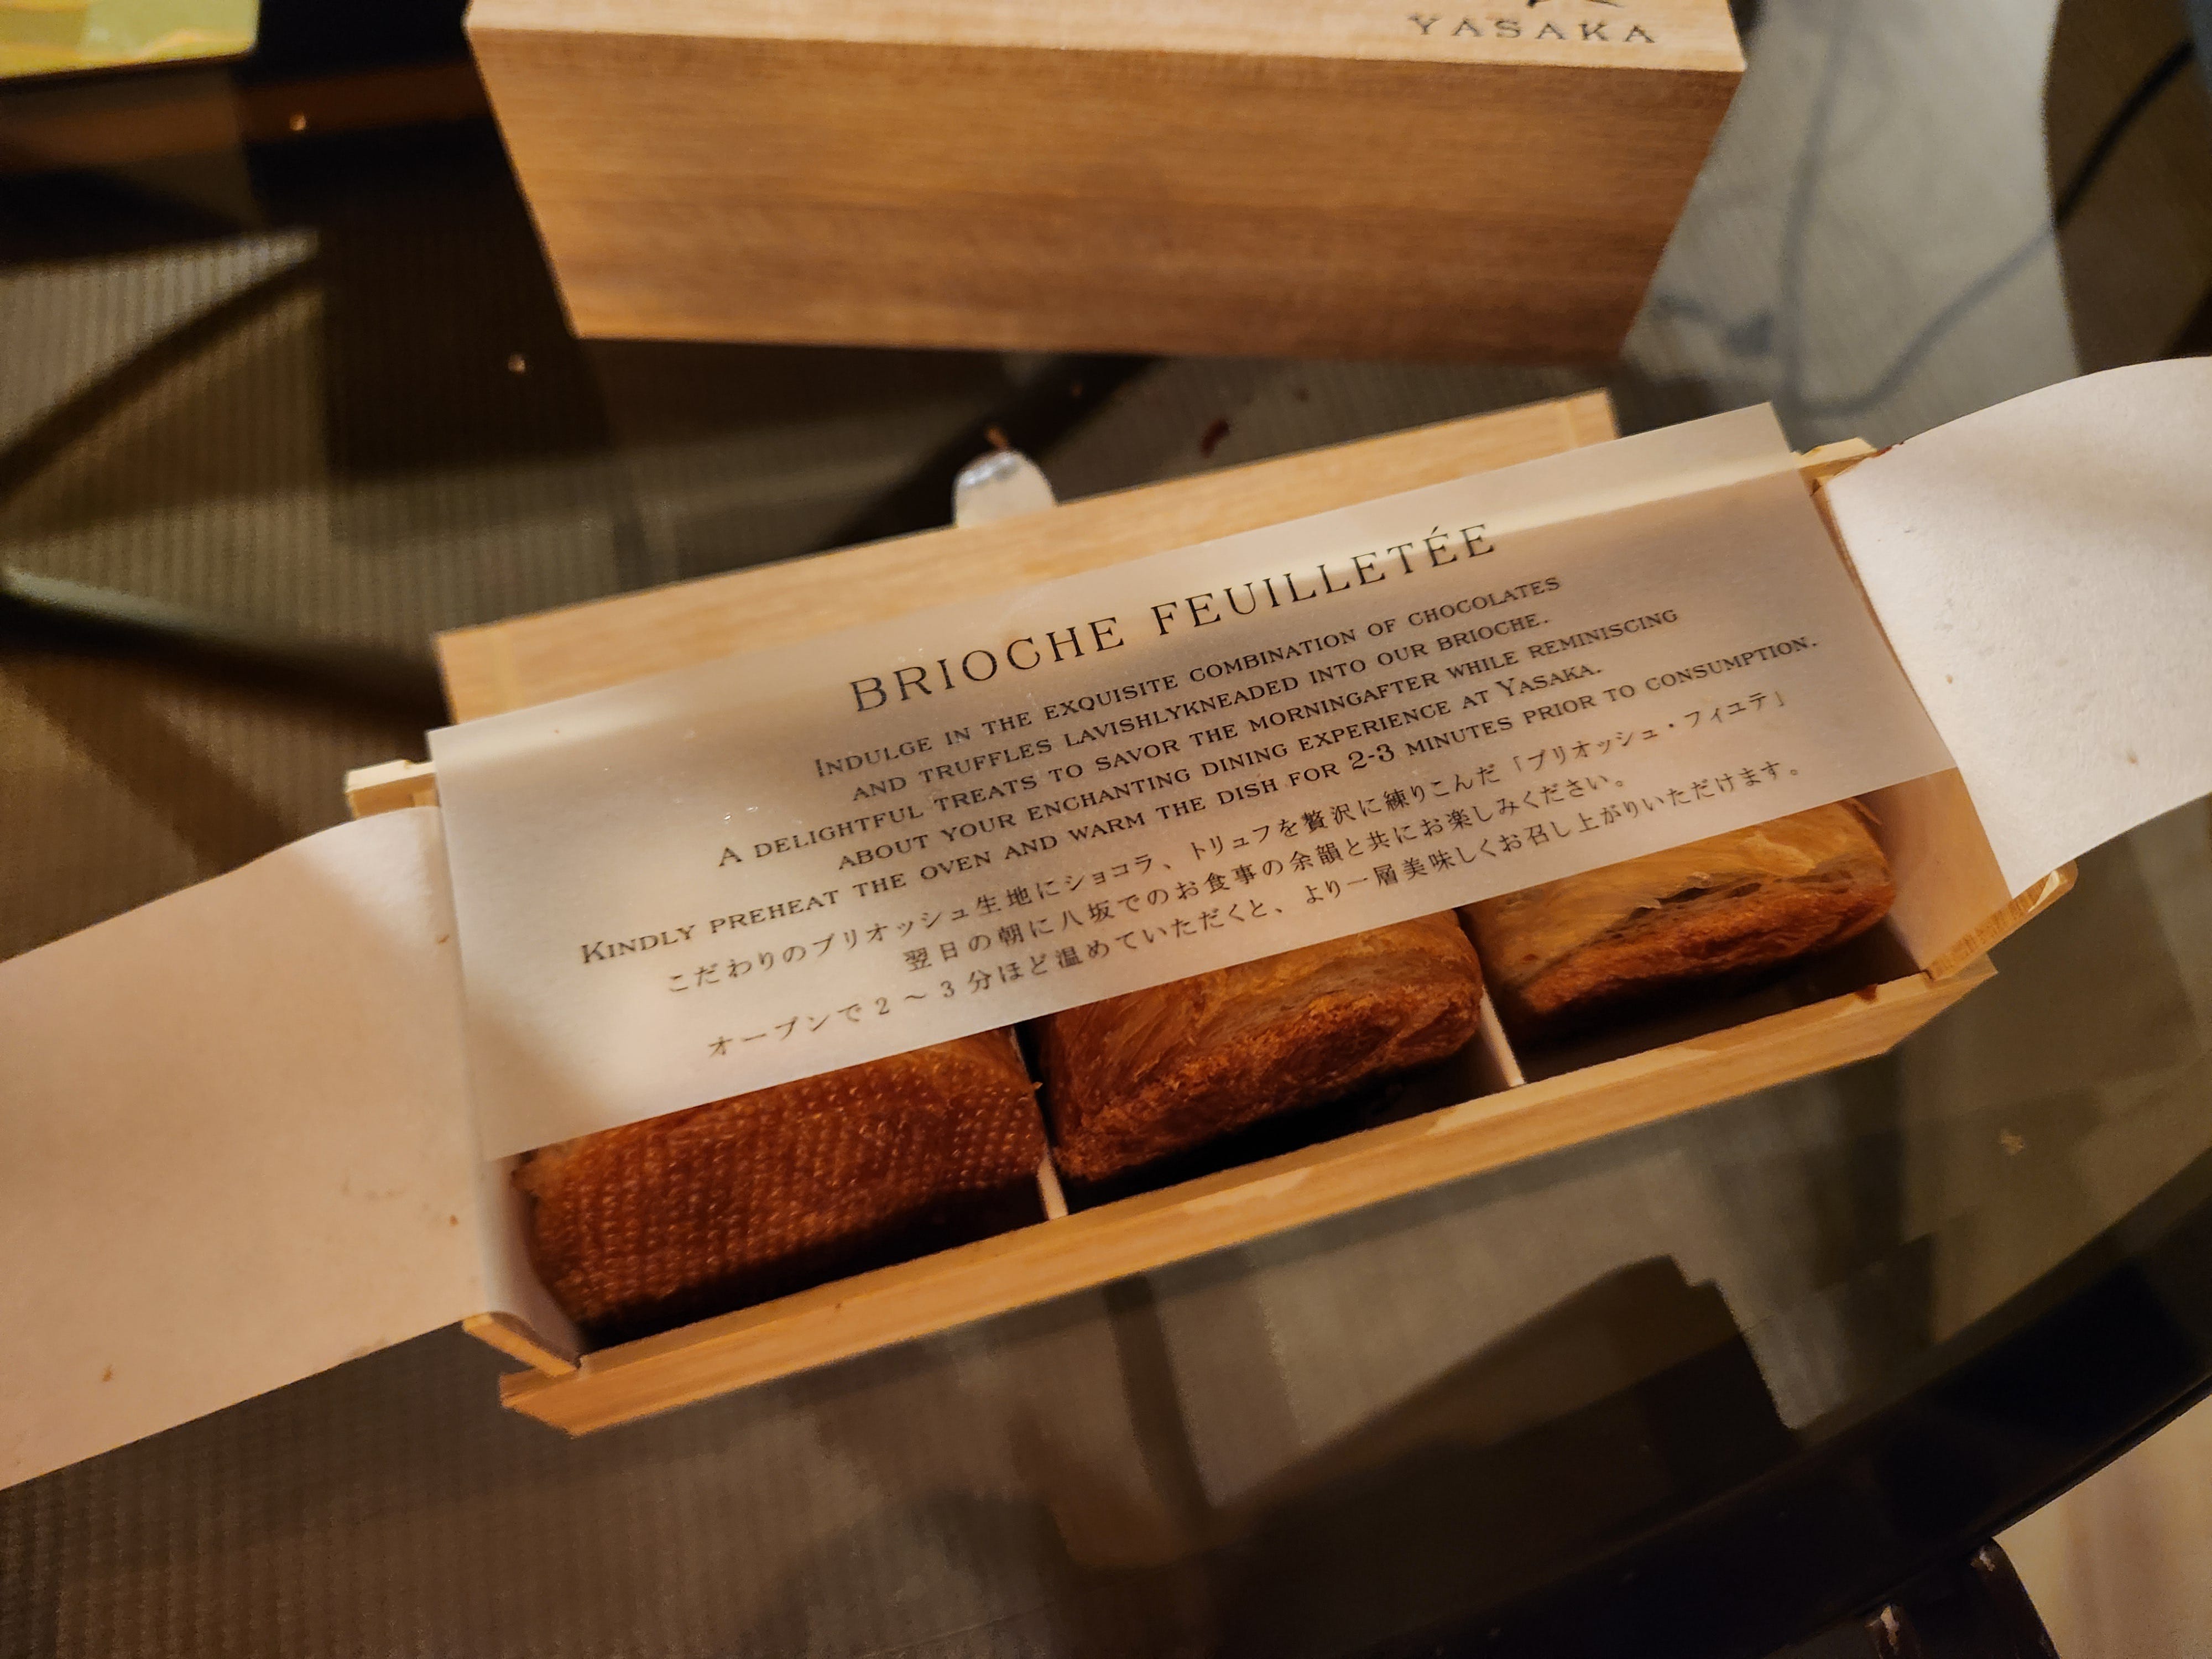 YASAKA
BRIOCHE FEUILLETÉE
INDULGE IN THE EXQUISITE COMBINATION OF CHOCOLATES
AND TRUFFLES LAVISHLYKNEADED INTO OUR BRIOCHE.
A DELIGHTFUL TREATS TO SAVOR THE MORNINGAFTER WHILE REMINISCING
ABOUT YOUR ENCHANTING DINING EXPERIENCE AT YASAKA.
KINDLY PREHEAT THE OVEN AND WARM THE DISH FOR 2-3 MINUTES PRIOR TO CONSUMPTION.
こだわりのブリオッシュ生地にショコラ、トリュフを贅沢に練りこんだ「ブリオッシュ・フィユテ」
翌日の朝に八坂でのお食事の余韻と共にお楽しみください。
オーブンで2～3分ほど温めていただくと、より一層美味しくお召し上がりいただけます。